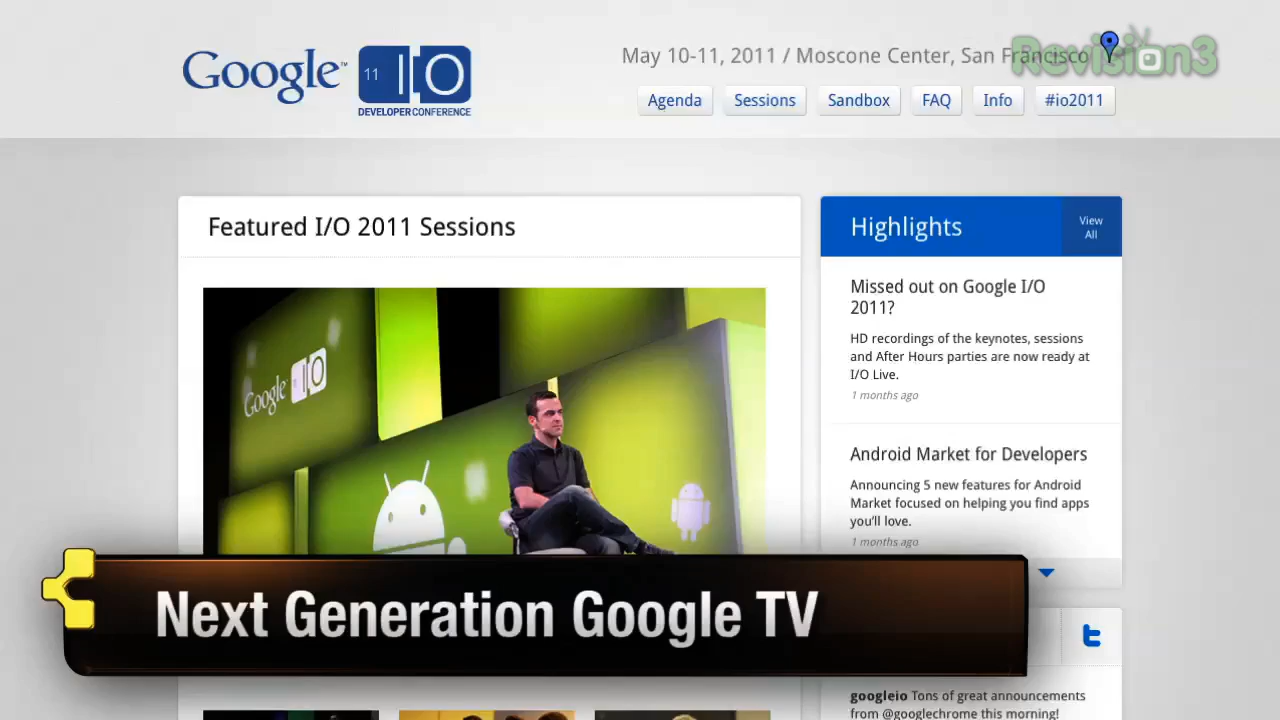 Google™
11 IO
DEVELOPER CONFERENCE
May 10-11, 2011 / Moscone Center, San Francisco
Revision3
Agenda
Sessions
Sandbox
FAQ
Info
#io2011
Featured I/O 2011 Sessions
Google IO
Highlights
View
All
Missed out on Google I/O
2011?
HD recordings of the keynotes, sessions
and After Hours parties are now ready at
I/O Live.
1 months ago
Android Market for Developers
Announcing 5 new features for Android
Market focused on helping you find apps
you'll love.
1 months ago
Next Generation Google TV
googleio Tons of great announcements
from @googlechrome this morning!